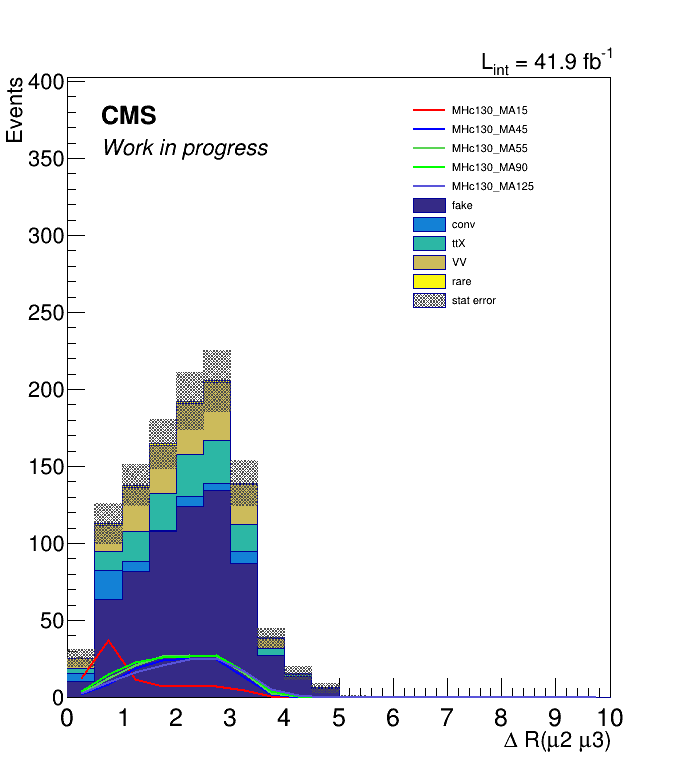 L_int = 41.9 fb^-1
Events
400
350
300
250
200
150
100
50
0
CMS
Work in progress
MHc130_MA15
MHc130_MA45
MHc130_MA55
MHc130_MA90
MHc130_MA125
fake
conv
ttX
VV
rare
stat error
0 1 2 3 4 5 6 7 8 9 10
Δ R(μ2 μ3)